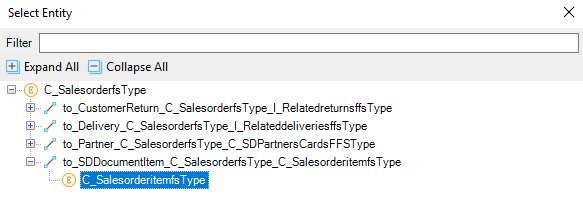 Select Entity
Filter
Expand All Collapse All
C_SalesorderfsType
to_CustomerReturn_C_SalesorderfsType_I_RelatedreturnsffsType
to_Delivery_C_SalesorderfsType_I_RelateddeliveriesffsType
to_Partner_C_SalesorderfsType_C_SDPartnersCardsFFSType
to_SDDocumentItem_C_SalesorderfsType_C_SalesorderitemfsType
C_SalesorderitemfsType